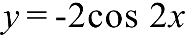 y = -2cos 2x